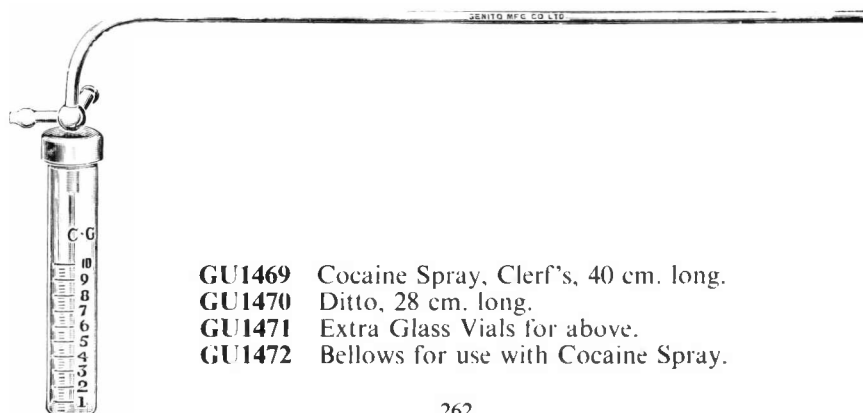 GENITO MFG CO LTD
C·G
10
9
8
7
6
5
4
3
2
1
GU1469 Cocaine Spray, Clerf's, 40 cm. long.
GU1470 Ditto, 28 cm. long.
GU1471 Extra Glass Vials for above.
GU1472 Bellows for use with Cocaine Spray.
262